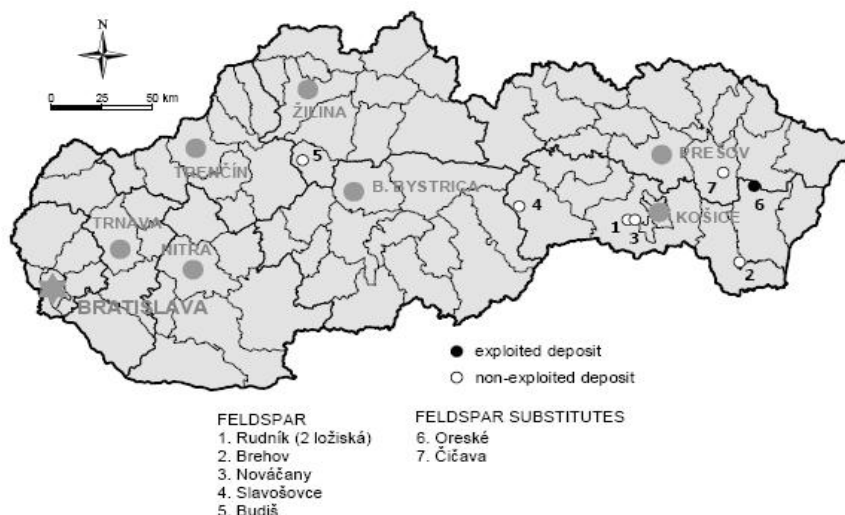 N
0 25 50 km
ŽILINA
TRENČÍN
5
B. BYSTRICA
PREŠOV
7
6
4
TRNAVA
NITRA
1
3
KOŠICE
2
BRATISLAVA
exploited deposit
non-exploited deposit
FELDSPAR
1. Rudník (2 ložiská)
2. Brehov
3. Nováčany
4. Slavošovce
5. Budiš
FELDSPAR SUBSTITUTES
6. Oreské
7. Čičava